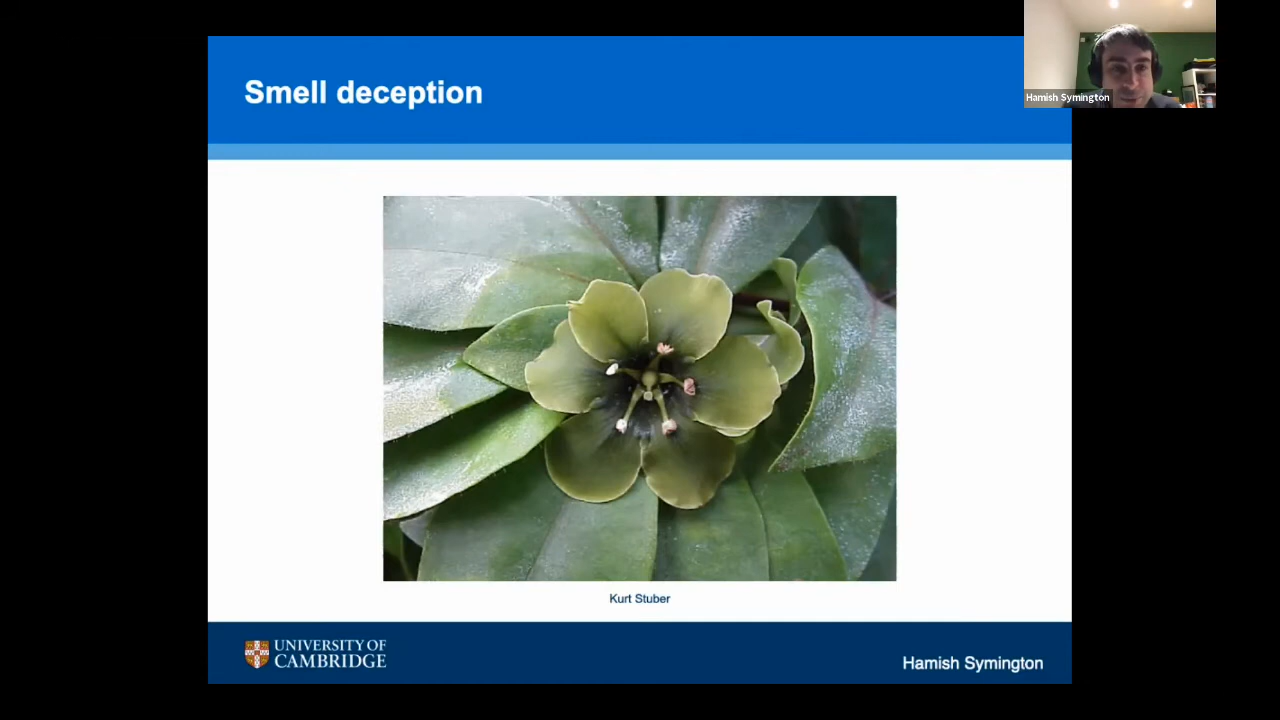 Smell deception
Hamish Symington
Kurt Stuber
UNIVERSITY OF
CAMBRIDGE
Hamish Symington